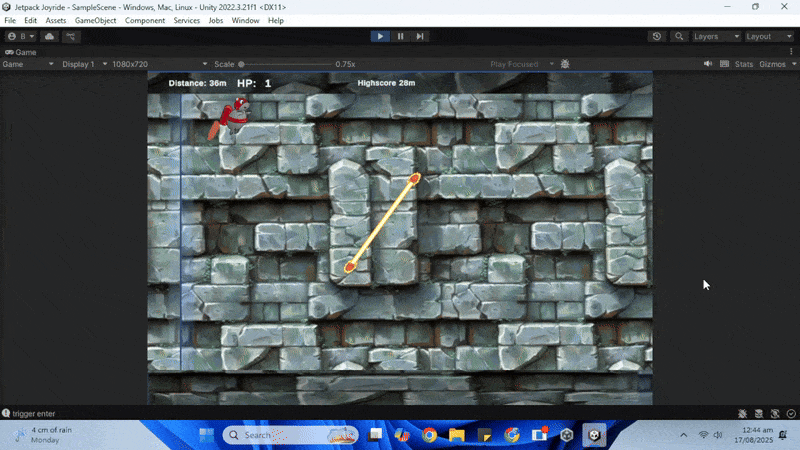 Jetpack Joyride - SampleScene - Windows, Mac, Linux - Unity 2022.3.21f1 <DX11>
File Edit Assets GameObject Component Services Jobs Window Help
B Layers Layout
Game
Game Display 1 1080x720 Scale 0.75x Play Focused Stats Gizmos
Distance: 36m HP: 1 Highscore 28m
trigger enter
4 cm of rain
Monday
Search
12:44 am
17/08/2025